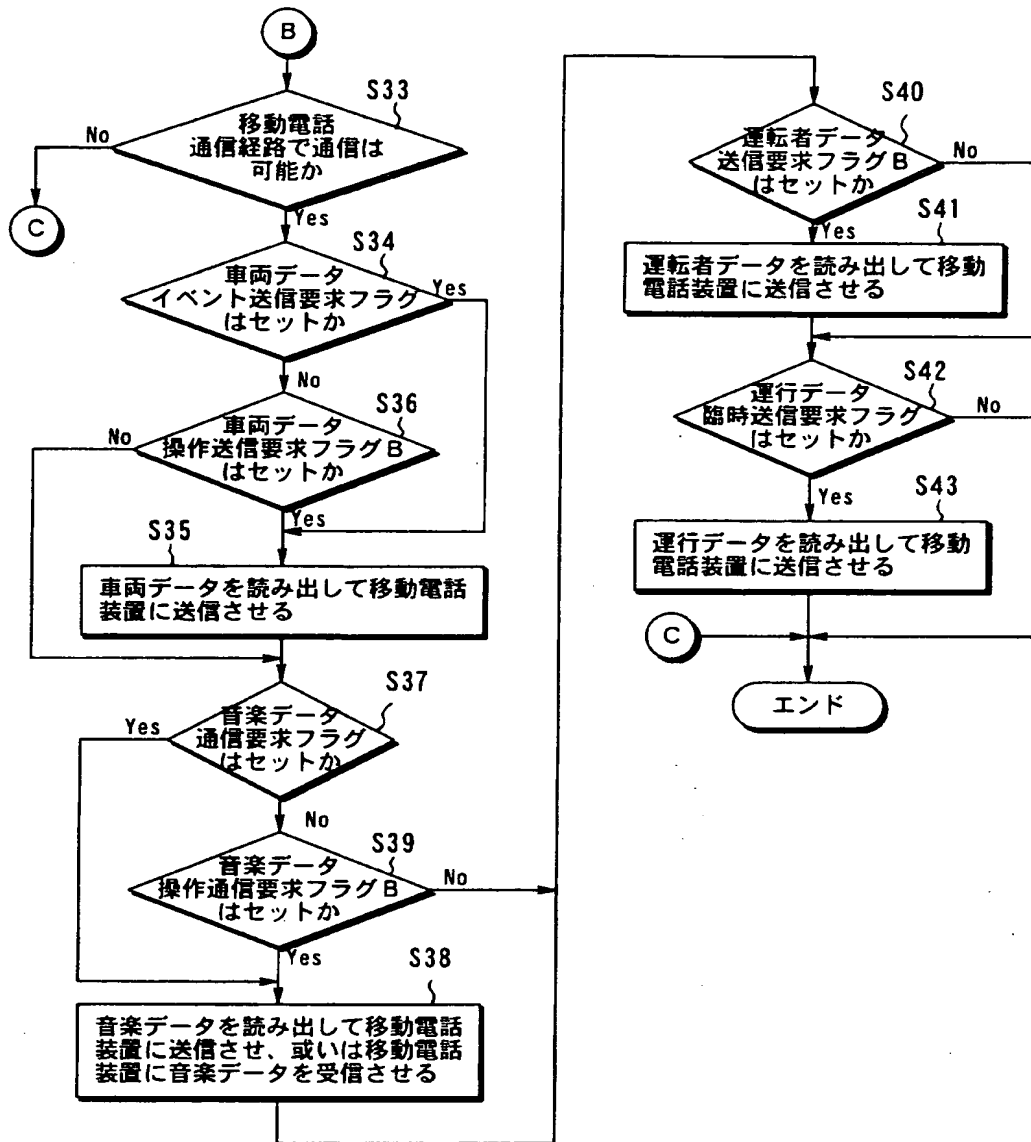 B
S33
移動電話
通信経路で通信は
可能か
No
C
Yes
S34
車両データ
イベント送信要求フラグ
はセットか
Yes
No
S36
車両データ
操作送信要求フラグB
はセットか
No
Yes
S35
車両データを読み出して移動電話
装置に送信させる
S37
音楽データ
通信要求フラグ
はセットか
Yes
No
S39
音楽データ
操作通信要求フラグB
はセットか
No
Yes
S38
音楽データを読み出して移動電話
装置に送信させ、或いは移動電話
装置に音楽データを受信させる
S40
運転者データ
送信要求フラグB
はセットか
No
Yes
S41
運転者データを読み出して移動
電話装置に送信させる
S42
運行データ
臨時送信要求フラグ
はセットか
No
Yes
S43
運行データを読み出して移動
電話装置に送信させる
C
エンド